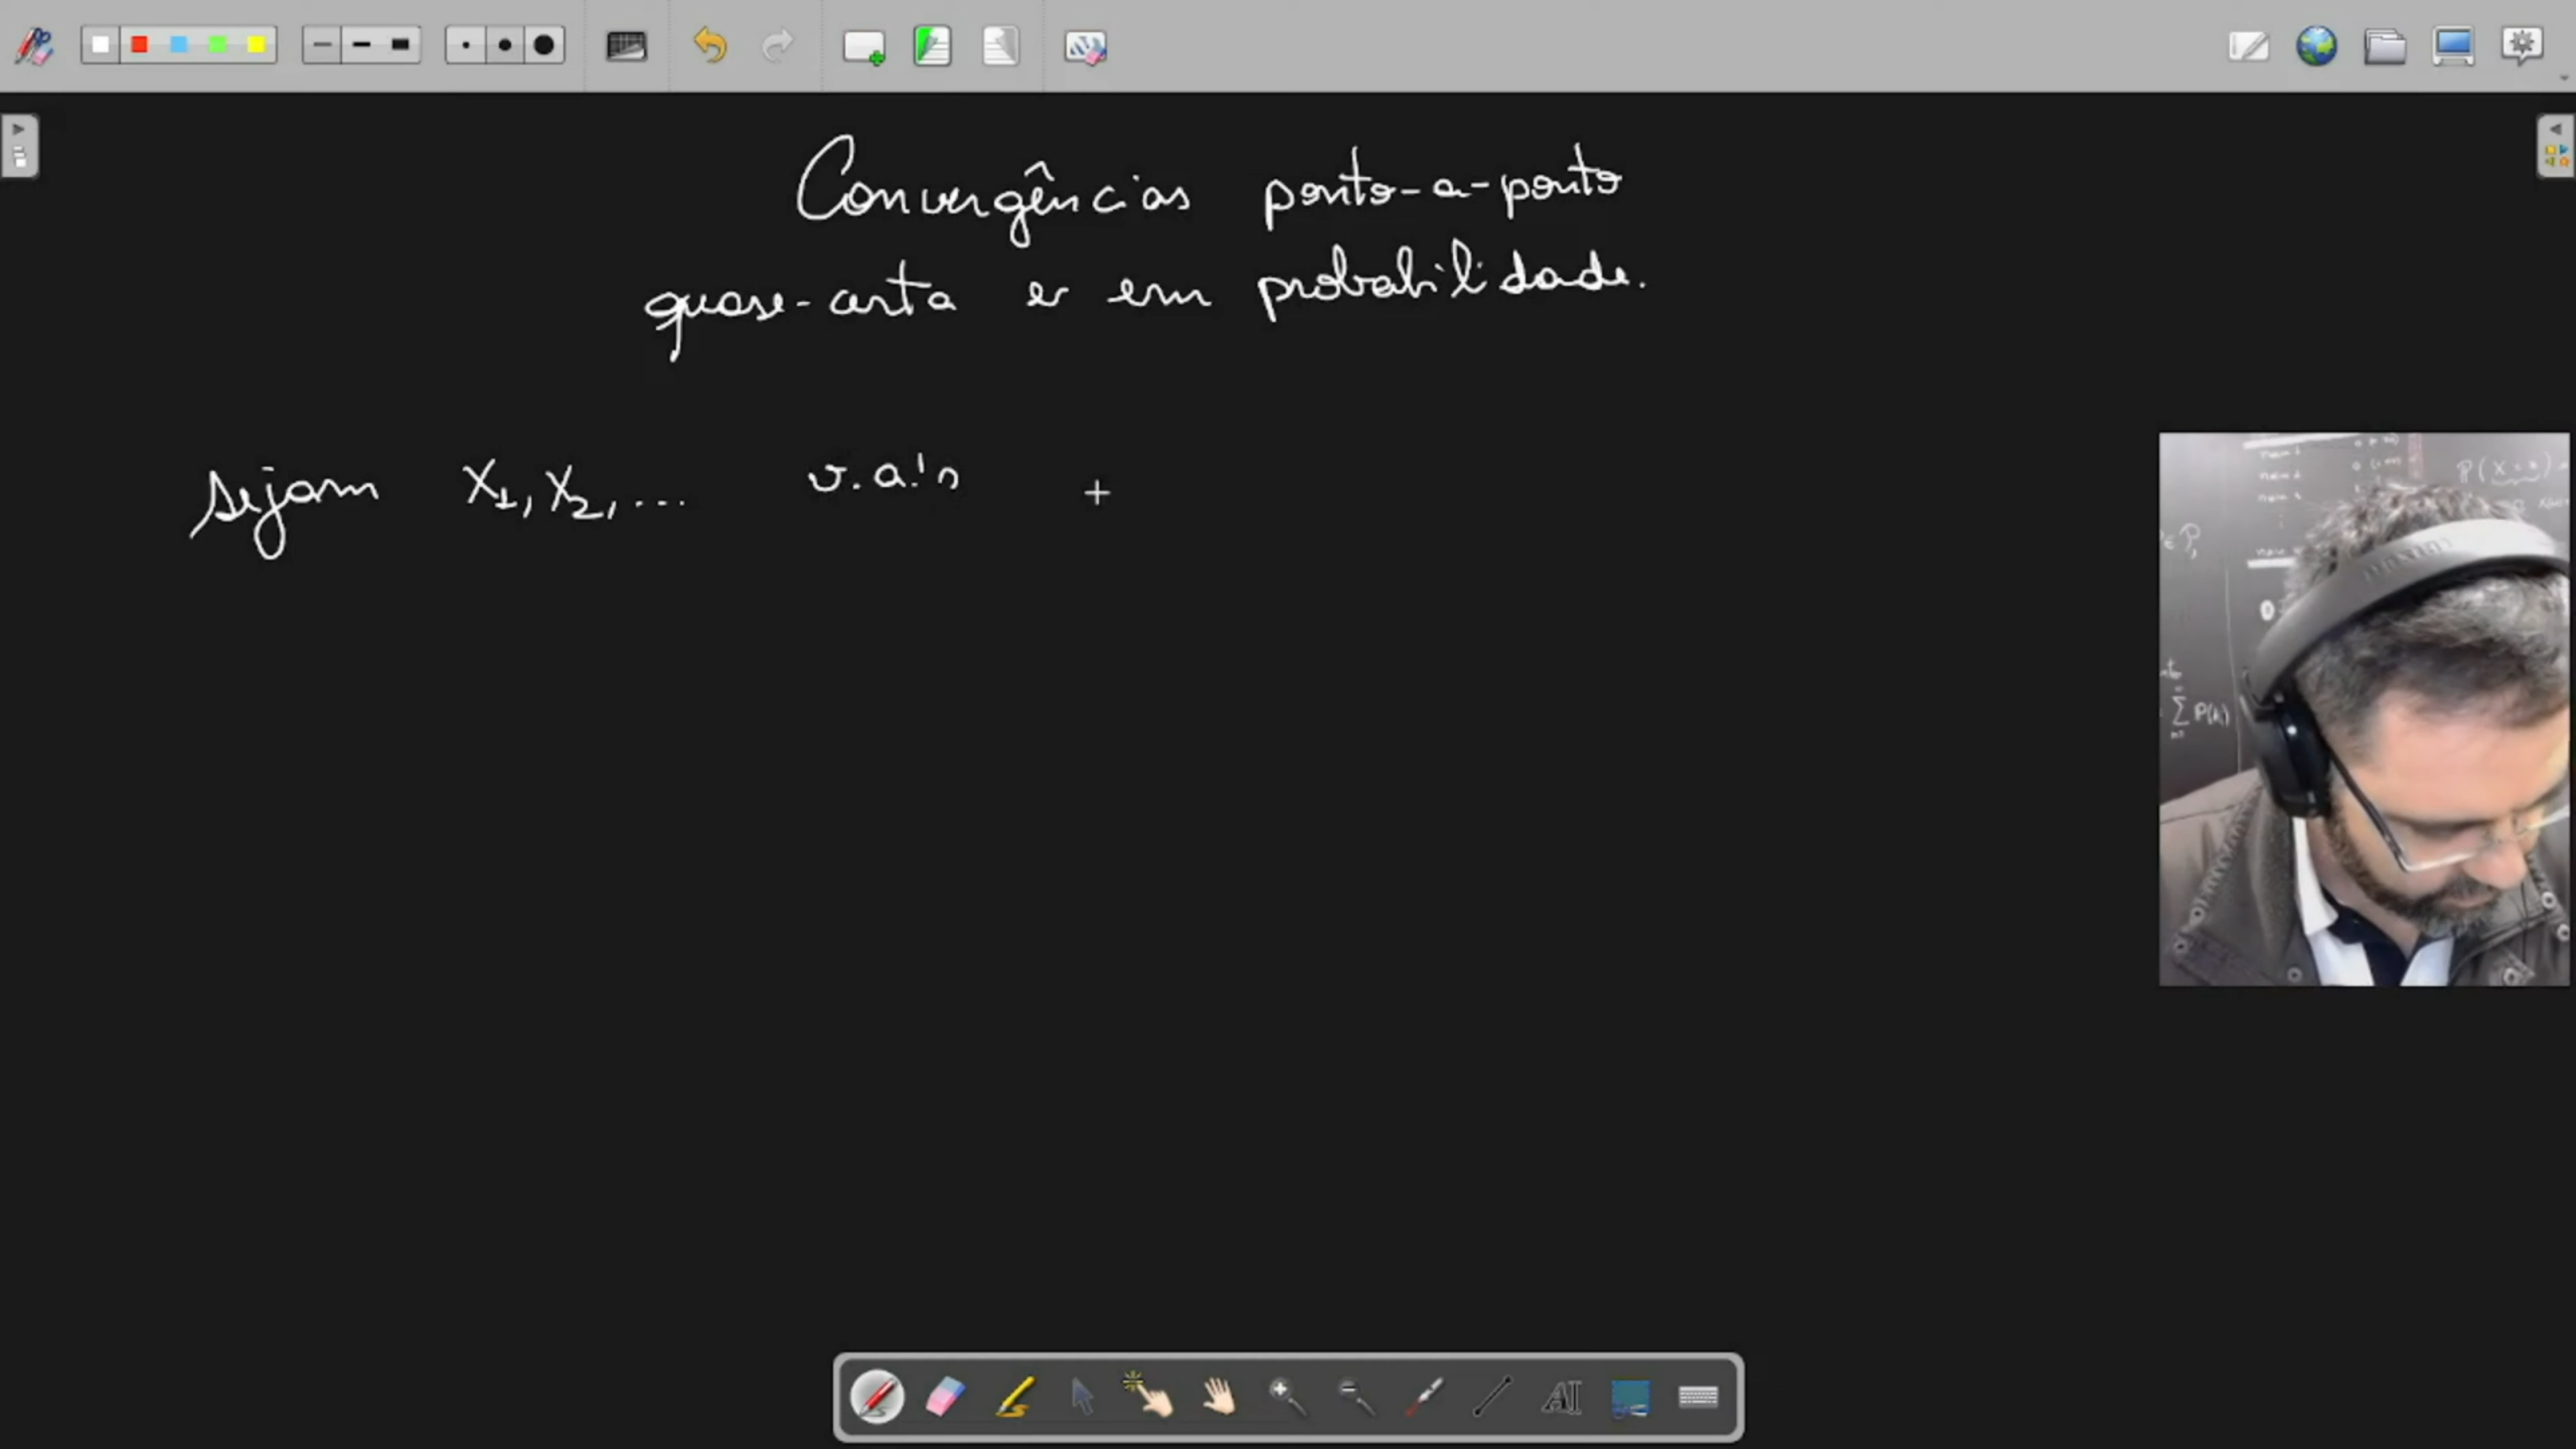 Convergências ponto-a-ponto
quase-certa e em probabilidade.
Sejam X₁, X₂, ... v.a.'s
P(X=x)
∑ P(A)